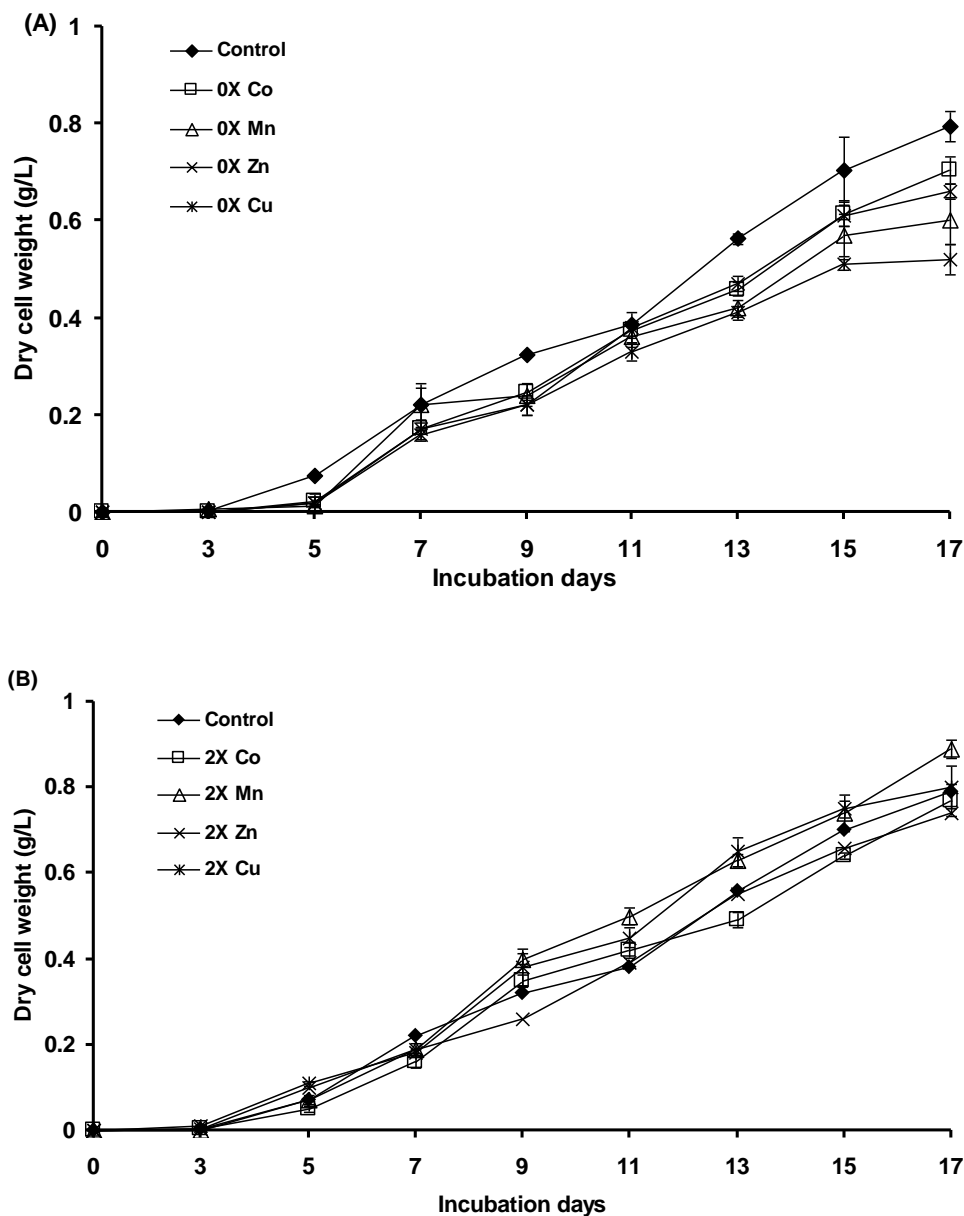 (A)
Control
0X Co
0X Mn
0X Zn
0X Cu
Dry cell weight (g/L)
1
0.8
0.6
0.4
0.2
0
0 3 5 7 9 11 13 15 17
Incubation days
(B)
Control
2X Co
2X Mn
2X Zn
2X Cu
Dry cell weight (g/L)
1
0.8
0.6
0.4
0.2
0
0 3 5 7 9 11 13 15 17
Incubation days